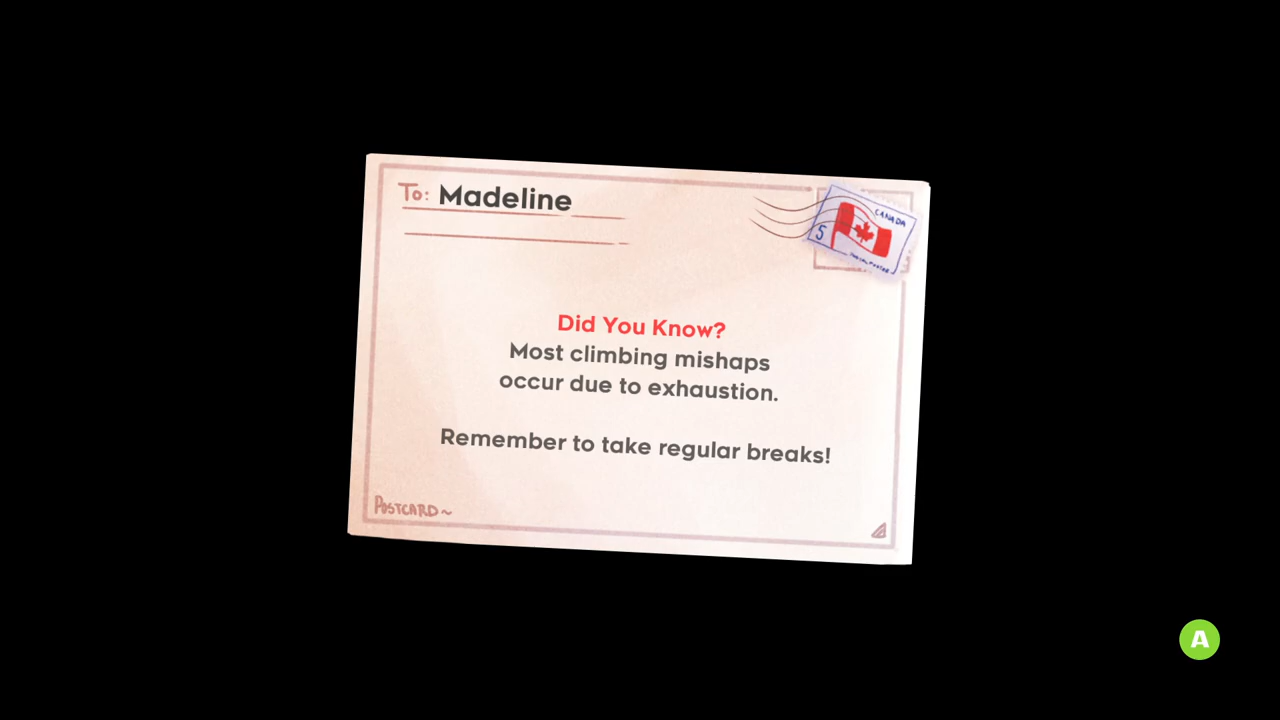 To: Madeline
CANADA
5
Did You Know?
Most climbing mishaps
occur due to exhaustion.
Remember to take regular breaks!
POSTCARD~
A